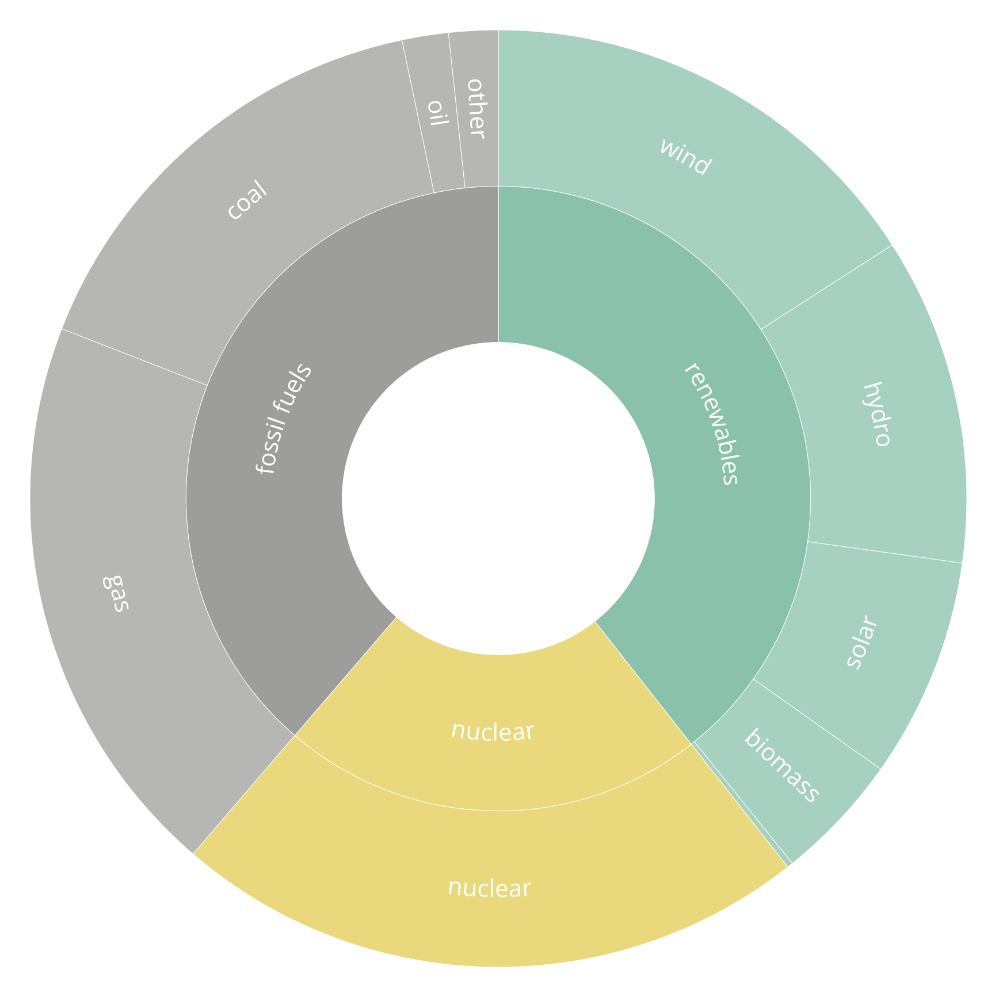 other
oil
wind
coal
fossil fuels
renewables
hydro
gas
solar
nuclear
biomass
nuclear